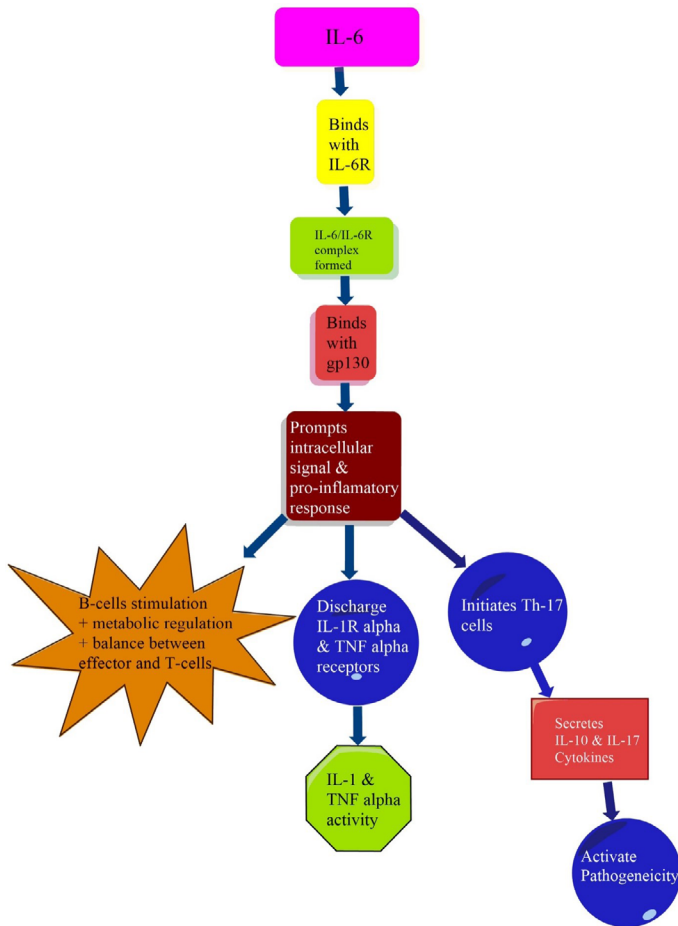 IL-6
Binds
with
IL-6R
IL-6/IL-6R
complex
formed
Binds
with
gp130
Prompts
intracellular
signal &
pro-inflamatory
response
B-cells stimulation
+ metabolic regulation
+ balance between
effector and T-cells
Discharge
IL-1R alpha
& TNF alpha
receptors
Initiates Th-17
cells
IL-1 &
TNF alpha
activity
Secretes
IL-10 & IL-17
Cytokines
Activate
Pathogeneicity